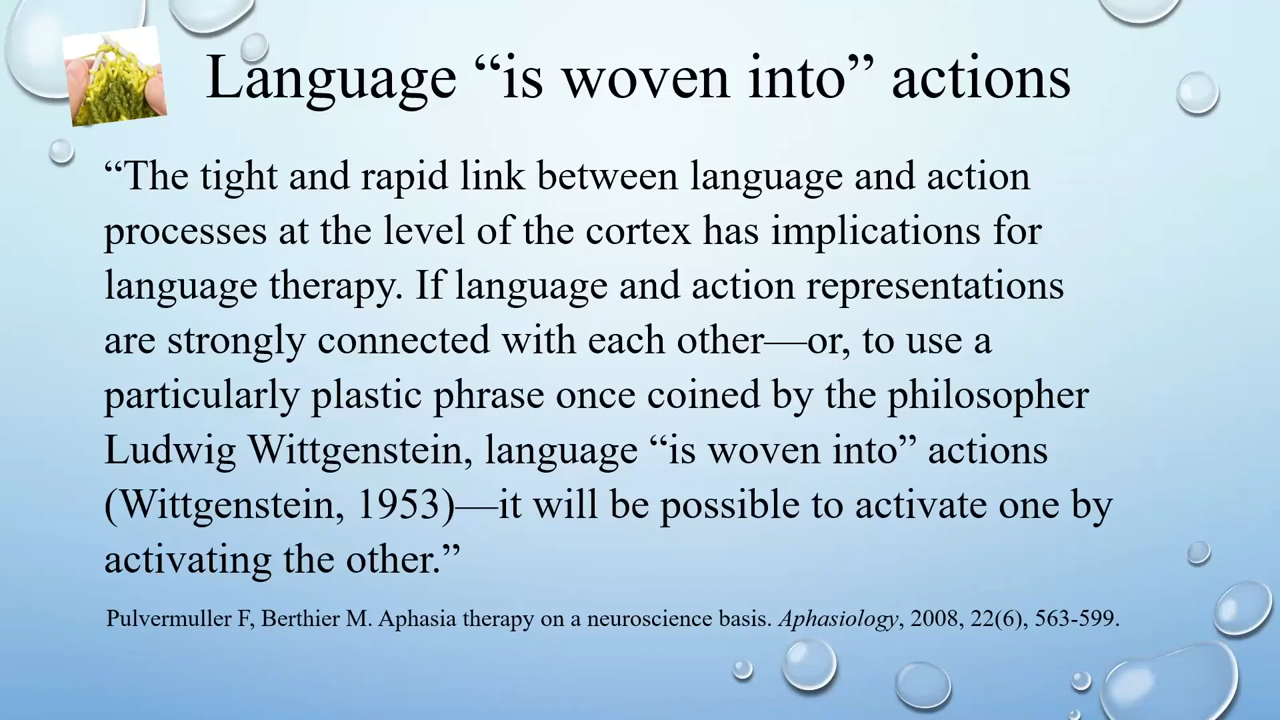 Language “is woven into” actions
“The tight and rapid link between language and action
processes at the level of the cortex has implications for
language therapy. If language and action representations
are strongly connected with each other—or, to use a
particularly plastic phrase once coined by the philosopher
Ludwig Wittgenstein, language “is woven into” actions
(Wittgenstein, 1953)—it will be possible to activate one by
activating the other.”
Pulvermuller F, Berthier M. Aphasia therapy on a neuroscience basis. Aphasiology, 2008, 22(6), 563-599.